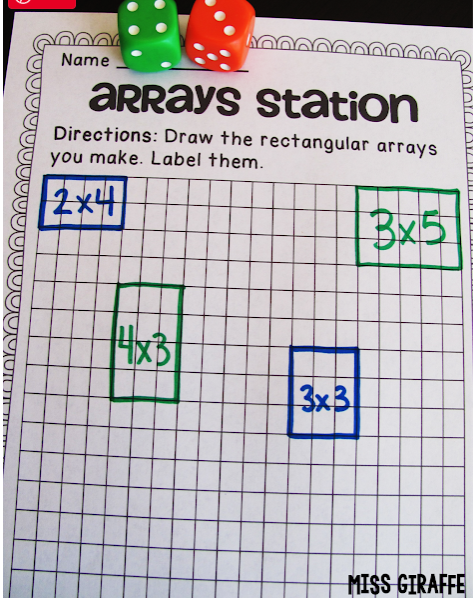 Name
Arrays Station
Directions: Draw the rectangular arrays
you make. Label them.
2x4
3x5
4x3
3x3
MISS GIRAFFE